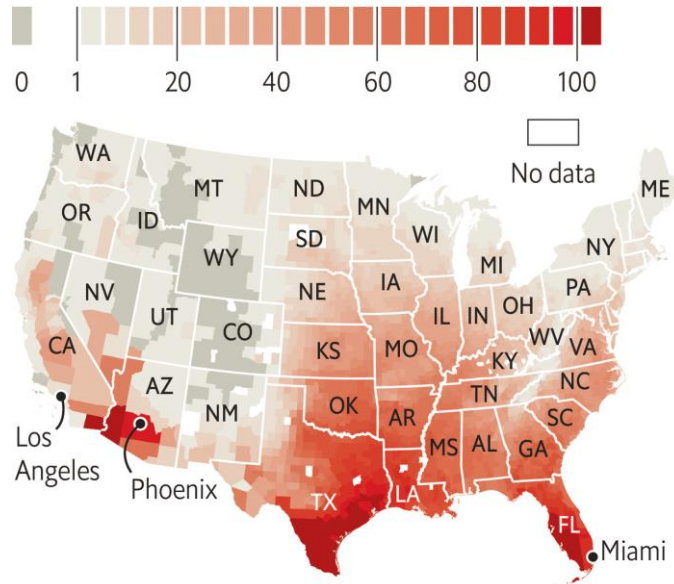 0 1 20 40 60 80 100
No data
WA
MT
ND
MN
ME
OR
ID
SD
WI
NY
WY
MI
NV
NE
IA
PA
UT
CO
IL
IN
OH
WV
CA
KS
MO
KY
VA
AZ
NM
OK
AR
TN
NC
SC
MS
AL
GA
TX
LA
FL
Los
Angeles
Phoenix
Miami